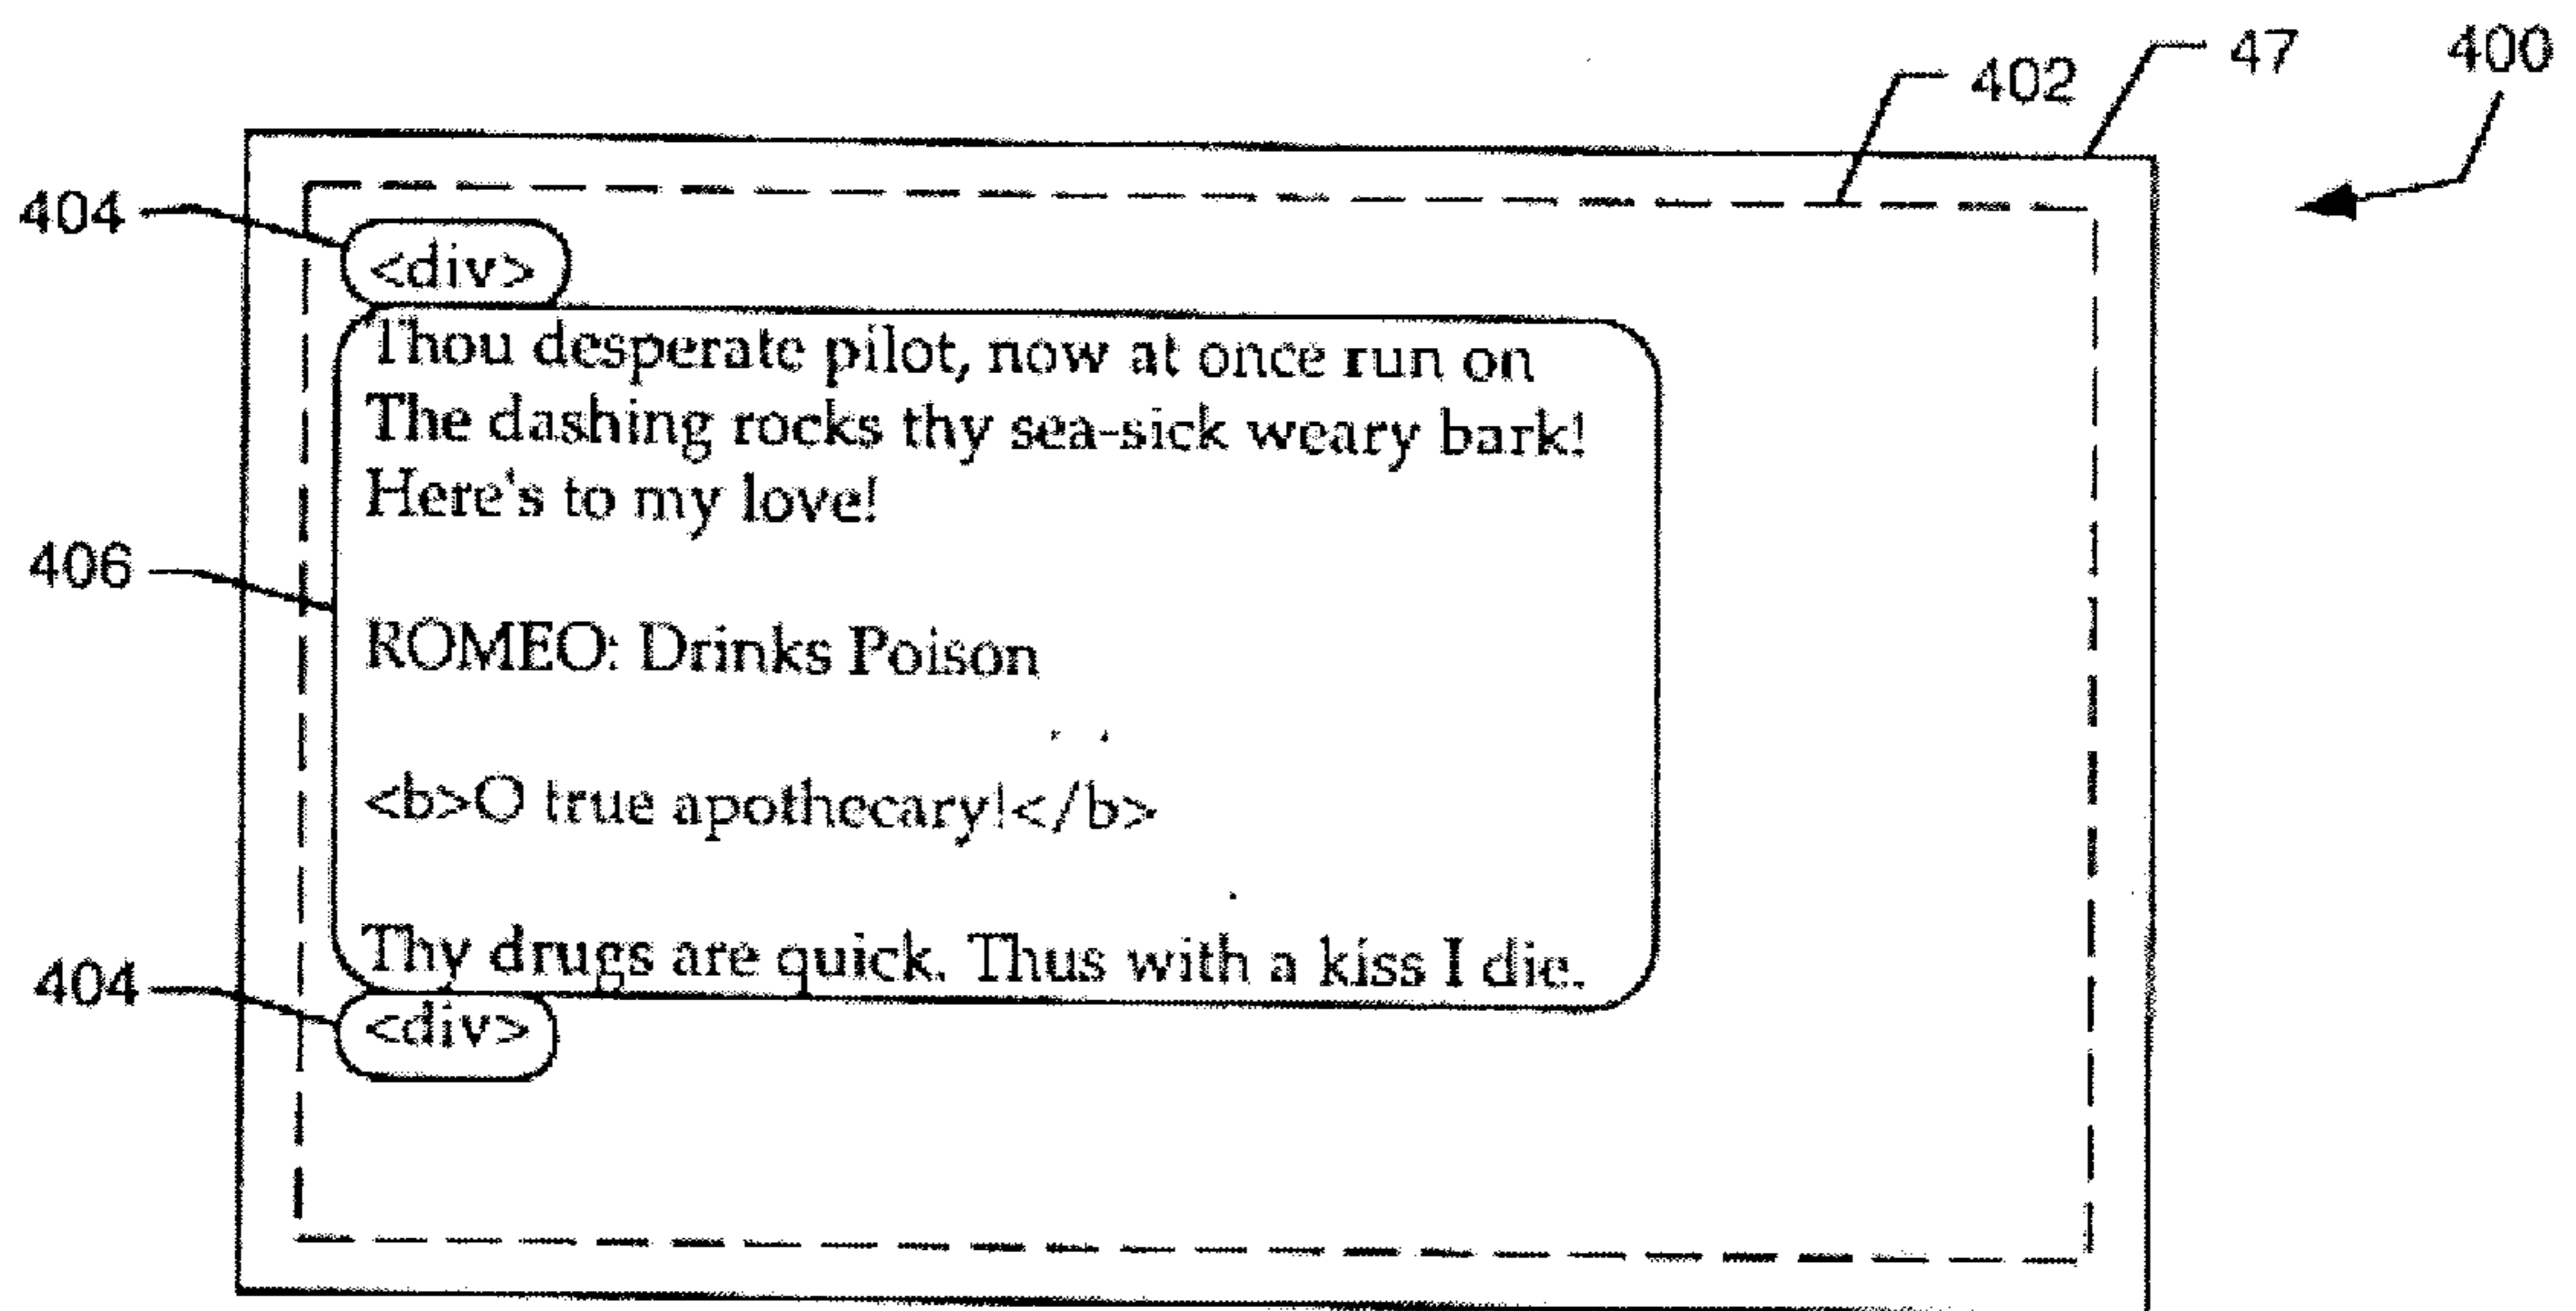 47
400
402
404
<div>
Thou desperate pilot, now at once run on
The dashing rocks thy sea-sick weary bark!
Here's to my love!
406
ROMEO: Drinks Poison
<b>O true apothecary!</b>
Thy drugs are quick. Thus with a kiss I die.
404
<div>